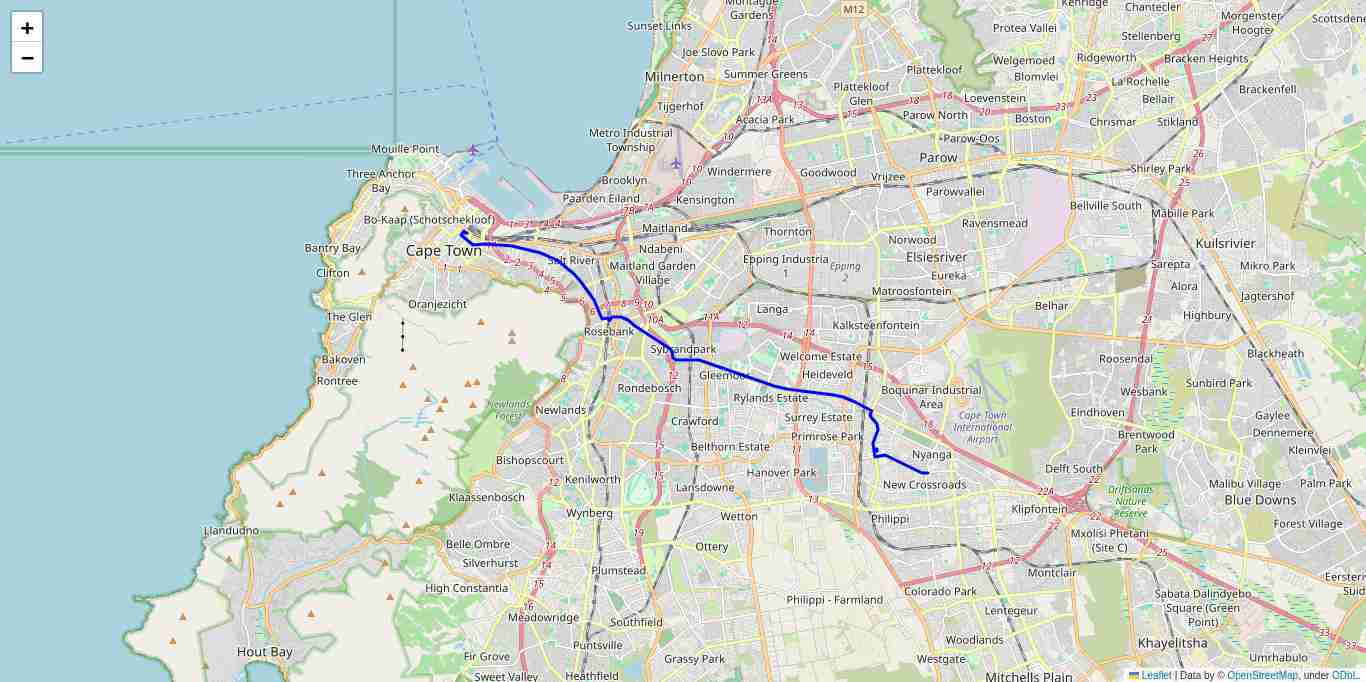 +
−
Montague
Gardens
M12
Kenridge
Chantecler
Morgenster
Hoogte
Scottsdene
Sunset Links
Protea Vallei
Stellenberg
Joe Slovo Park
Welgemoed
Ridgeworth
Bracken Heights
Milnerton
Summer Greens
Plattekloof
Blomvlei
La Rochelle
Plattekloof
Glen
Loevenstein
Bellair
Brackenfell
Tijgerhof
Acacia Park
Parow North
Boston
Chrismar
Stikland
Metro Industrial
Township
Parow-Oos
Mouille Point
Parow
Three Anchor
Bay
Brooklyn
Windermere
Goodwood
Vrijzee
Shirley Park
Paarden Eiland
Kensington
Parowvallei
Bo-Kaap (Schotschekloof)
Maitland
Thornton
Ravensmead
Bellville South
Mabille Park
Bantry Bay
Cape Town
Ndabeni
Norwood
Kuilsrivier
Salt River
Maitland Garden
Village
Epping Industria
1
Epping
2
Elsiesriver
Sarepta
Mikro Park
Clifton
Eureka
Alora
Oranjezicht
Matroosfontein
Jagtershof
The Glen
Langa
Belhar
Highbury
Rosebank
Kalksteenfontein
Bakoven
Sybrandpark
Welcome Estate
Roosendal
Blackheath
Rontree
Rondebosch
Gleemoor
Heideveld
Boquinar Industrial
Area
Wesbank
Sunbird Park
Newlands
Forest
Newlands
Rylands Estate
Surrey Estate
Cape Town
International
Airport
Eindhoven
Gaylee
Crawford
Primrose Park
Brentwood
Park
Dennemere
Belthorn Estate
Nyanga
Kleinvlei
Bishopscourt
Hanover Park
Delft South
Kenilworth
Lansdowne
New Crossroads
Driftsands
Nature
Reserve
Malibu Village
Palm Park
Klaassenbosch
Blue Downs
Wynberg
Wetton
Philippi
Klipfontein
Forest Village
Llandudno
Mxolisi Phetani
(Site C)
Belle Ombre
Ottery
Silverhurst
Plumstead
Montclair
Eersterivier
High Constantia
Colorado Park
Sabata Dalindyebo
Square (Green
Point)
Meadowridge
Philippi - Farmland
Lentegeur
Southfield
Hout Bay
Puntsville
Woodlands
Khayelitsha
Fir Grove
Grassy Park
Westgate
Umrhabulo
Sweet Valley
Heathfield
Mitchells Plain
Leaflet | Data by © OpenStreetMap, under ODbL.